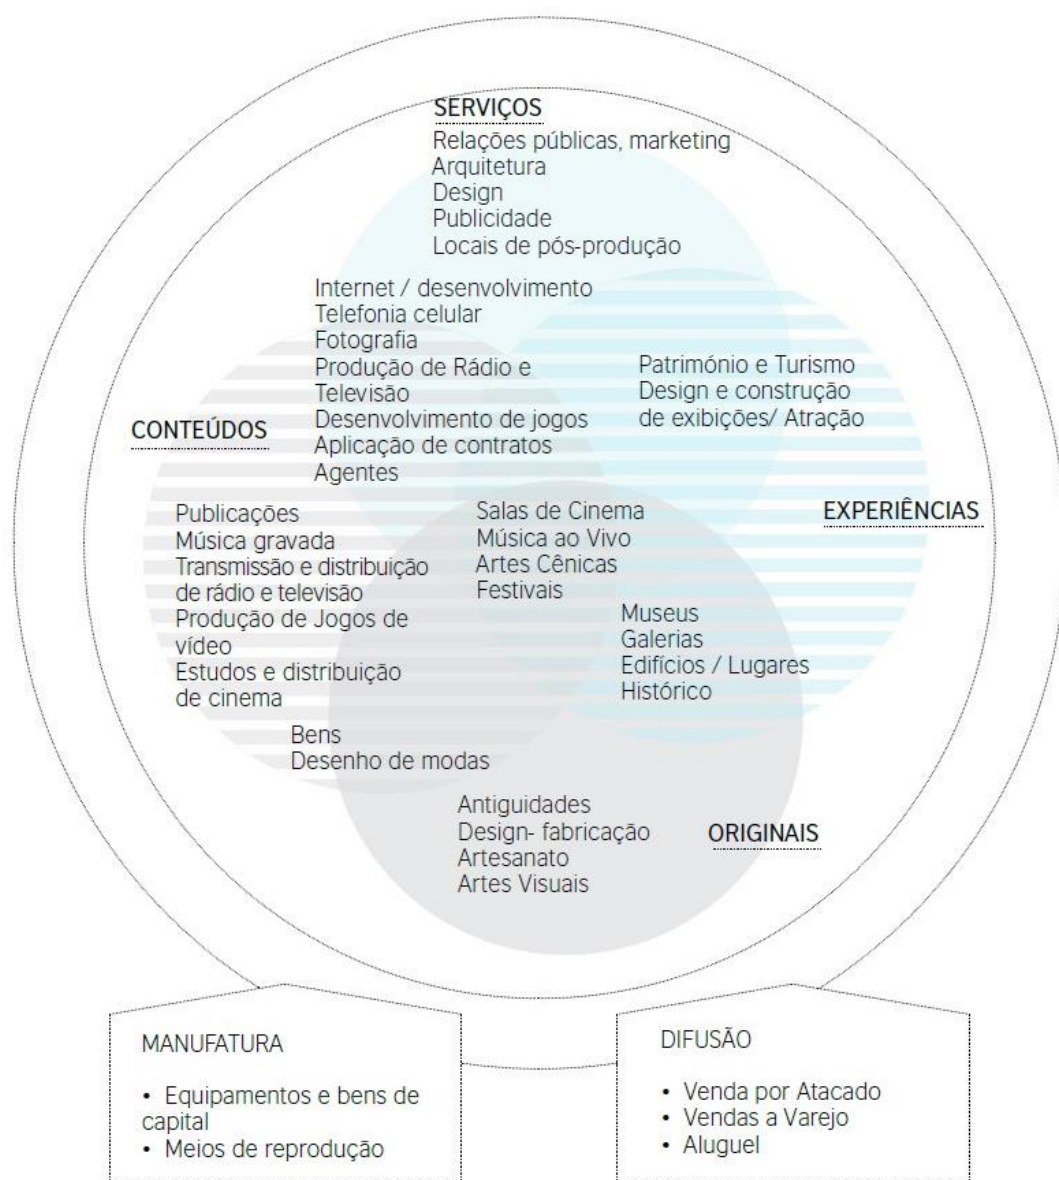 SERVIÇOS
Relações públicas, marketing
Arquitetura
Design
Publicidade
Locais de pós-produção
Internet / desenvolvimento
Telefonia celular
Fotografia
Produção de Rádio e
Televisão
Desenvolvimento de jogos
Aplicação de contratos
Agentes
Património e Turismo
Design e construção
de exibições/ Atração
CONTEÚDOS
EXPERIÊNCIAS
Publicações
Música gravada
Transmissão e distribuição
de rádio e televisão
Produção de Jogos de
vídeo
Estudos e distribuição
de cinema
Salas de Cinema
Música ao Vivo
Artes Cênicas
Festivais
Museus
Galerias
Edifícios / Lugares
Histórico
Bens
Desenho de modas
Antiguidades
Design- fabricação
Artesanato
Artes Visuais
ORIGINAIS
MANUFATURA
• Equipamentos e bens de
capital
• Meios de reprodução
DIFUSÃO
• Venda por Atacado
• Vendas a Varejo
• Aluguel